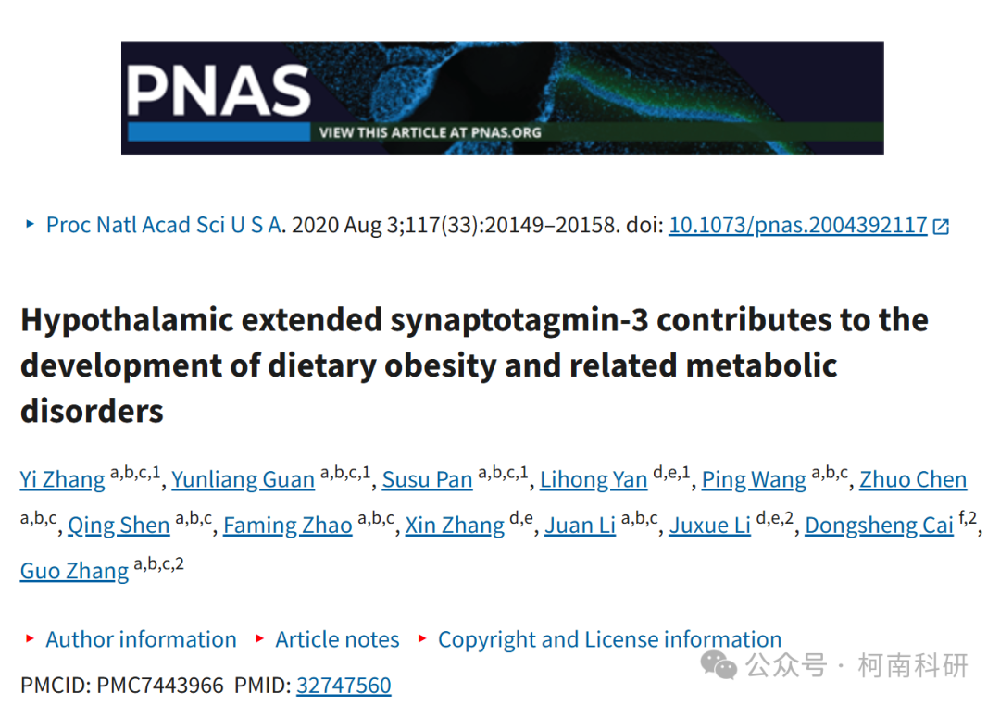 PNAS
VIEW THIS ARTICLE AT PNAS.ORG
▸ Proc Natl Acad Sci U S A. 2020 Aug 3;117(33):20149–20158. doi: 10.1073/pnas.2004392117
Hypothalamic extended synaptotagmin-3 contributes to the
development of dietary obesity and related metabolic
disorders
Yi Zhang a,b,c,1, Yunliang Guan a,b,c,1, Susu Pan a,b,c,1, Lihong Yan d,e,1, Ping Wang a,b,c, Zhuo Chen
a,b,c, Qing Shen a,b,c, Faming Zhao a,b,c, Xin Zhang d,e, Juan Li a,b,c, Juxue Li d,e,2, Dongsheng Cai f,2,
Guo Zhang a,b,c,2
▸ Author information ▸ Article notes ▸ Copyright and License information
公众号 · 柯南科研
PMCID: PMC7443966 PMID: 32747560